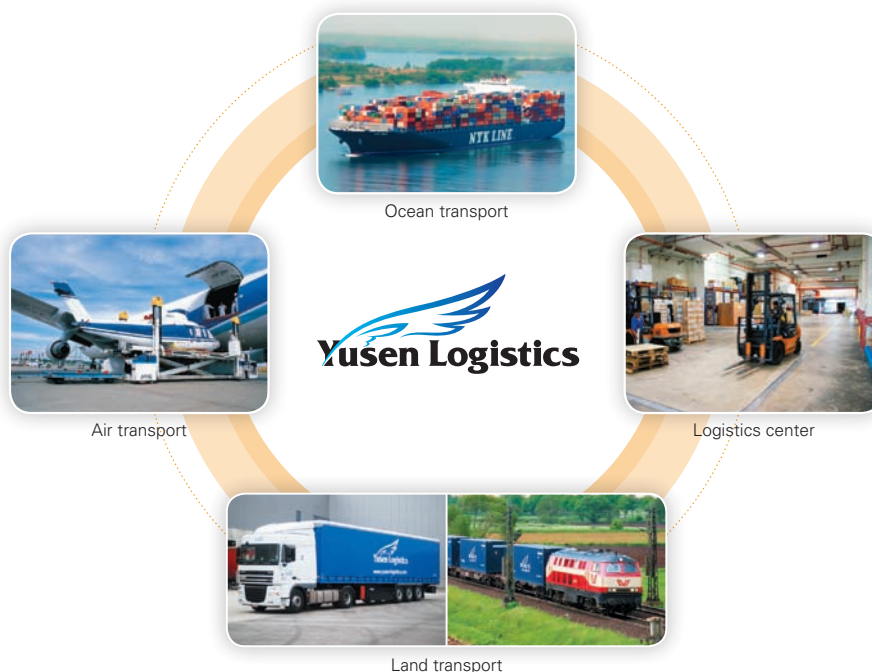 NYK LINE
Ocean transport
Air transport
Yusen Logistics
Logistics center
Yusen Logistics
Land transport